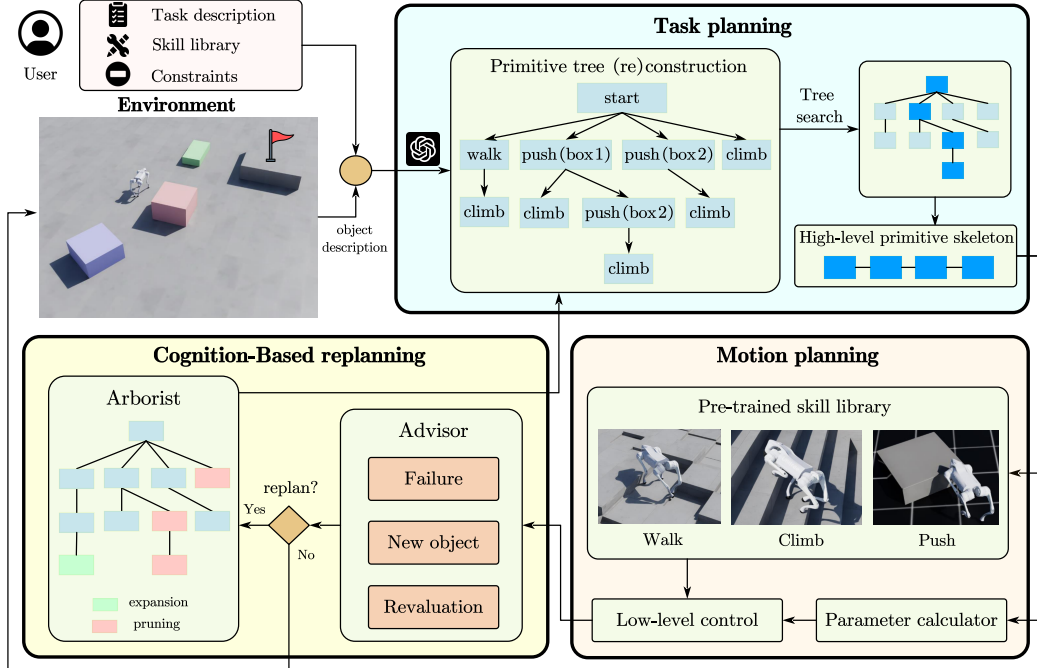 User
Task description
Skill library
Constraints
Environment
object
description
Task planning
Primitive tree (re)construction
start
walk
push(box1)
push(box2)
climb
climb
climb
push(box2)
climb
climb
Tree
search
High-level primitive skeleton
Cognition-Based replanning
Arborist
expansion
pruning
replan?
Yes
No
Advisor
Failure
New object
Revaluation
Motion planning
Pre-trained skill library
Walk
Climb
Push
Low-level control
Parameter calculator